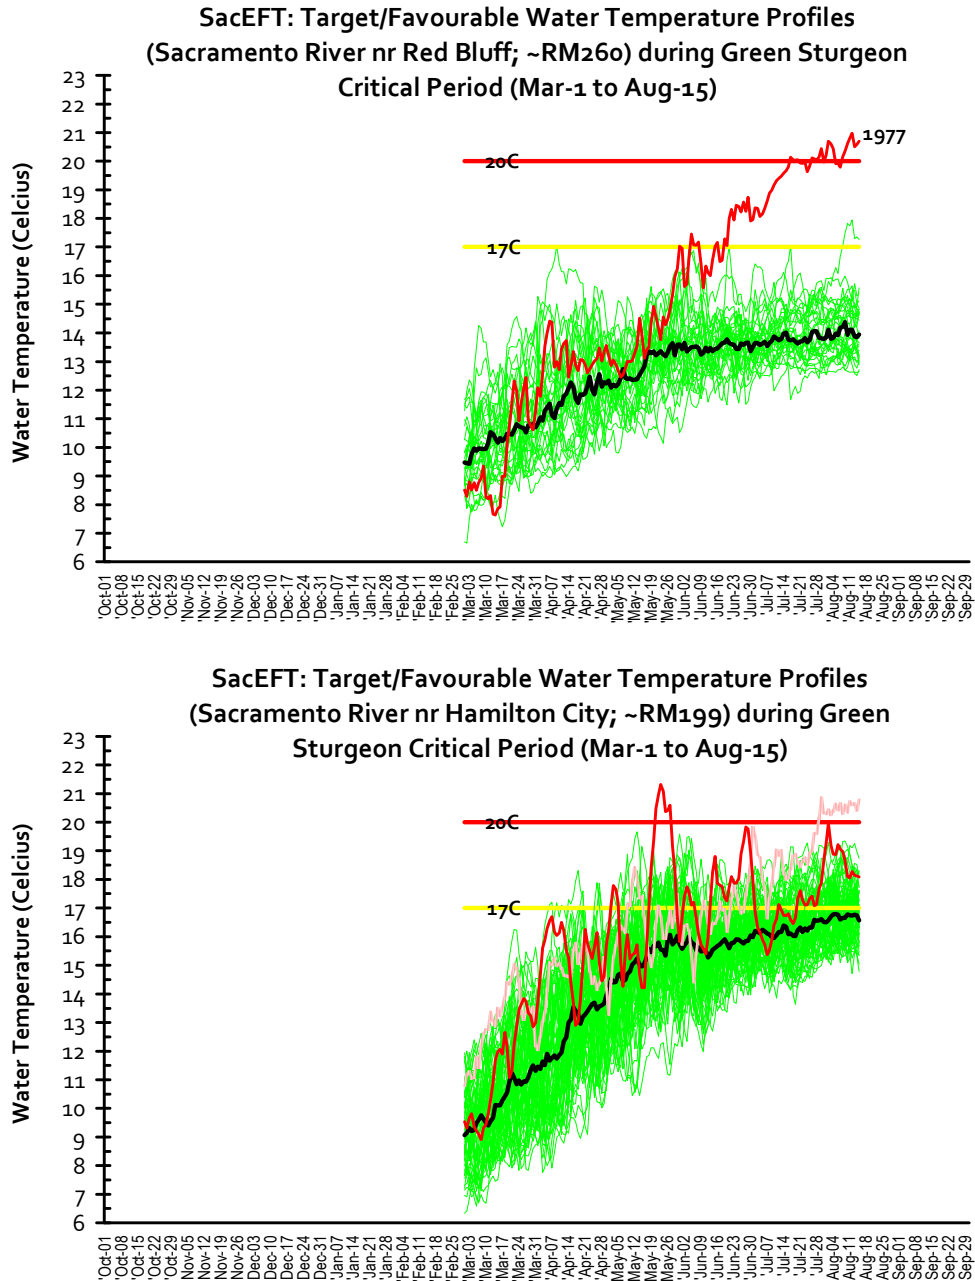 SacEFT: Target/Favourable Water Temperature Profiles
(Sacramento River nr Red Bluff; ~RM260) during Green Sturgeon
Critical Period (Mar-1 to Aug-15)
Water Temperature (Celcius)
23
22
21
20
19
18
17
16
15
14
13
12
11
10
9
8
7
6
1977
20C
17C
'Oct-01
'Oct-08
'Oct-15
'Oct-22
'Oct-29
'Nov-05
'Nov-12
'Nov-19
'Nov-26
'Dec-03
'Dec-10
'Dec-17
'Dec-24
'Dec-31
'Jan-07
'Jan-14
'Jan-21
'Jan-28
'Feb-04
'Feb-11
'Feb-18
'Feb-25
'Mar-03
'Mar-10
'Mar-17
'Mar-24
'Mar-31
'Apr-07
'Apr-14
'Apr-21
'Apr-28
'May-05
'May-12
'May-19
'May-26
'Jun-02
'Jun-09
'Jun-16
'Jun-23
'Jun-30
'Jul-07
'Jul-14
'Jul-21
'Jul-28
'Aug-04
'Aug-11
'Aug-18
'Aug-25
'Sep-01
'Sep-08
'Sep-15
'Sep-22
'Sep-29
SacEFT: Target/Favourable Water Temperature Profiles
(Sacramento River nr Hamilton City; ~RM199) during Green
Sturgeon Critical Period (Mar-1 to Aug-15)
Water Temperature (Celcius)
23
22
21
20
19
18
17
16
15
14
13
12
11
10
9
8
7
6
20C
17C
'Oct-01
'Oct-08
'Oct-15
'Oct-22
'Oct-29
'Nov-05
'Nov-12
'Nov-19
'Nov-26
'Dec-03
'Dec-10
'Dec-17
'Dec-24
'Dec-31
'Jan-07
'Jan-14
'Jan-21
'Jan-28
'Feb-04
'Feb-11
'Feb-18
'Feb-25
'Mar-03
'Mar-10
'Mar-17
'Mar-24
'Mar-31
'Apr-07
'Apr-14
'Apr-21
'Apr-28
'May-05
'May-12
'May-19
'May-26
'Jun-02
'Jun-09
'Jun-16
'Jun-23
'Jun-30
'Jul-07
'Jul-14
'Jul-21
'Jul-28
'Aug-04
'Aug-11
'Aug-18
'Aug-25
'Sep-01
'Sep-08
'Sep-15
'Sep-22
'Sep-29